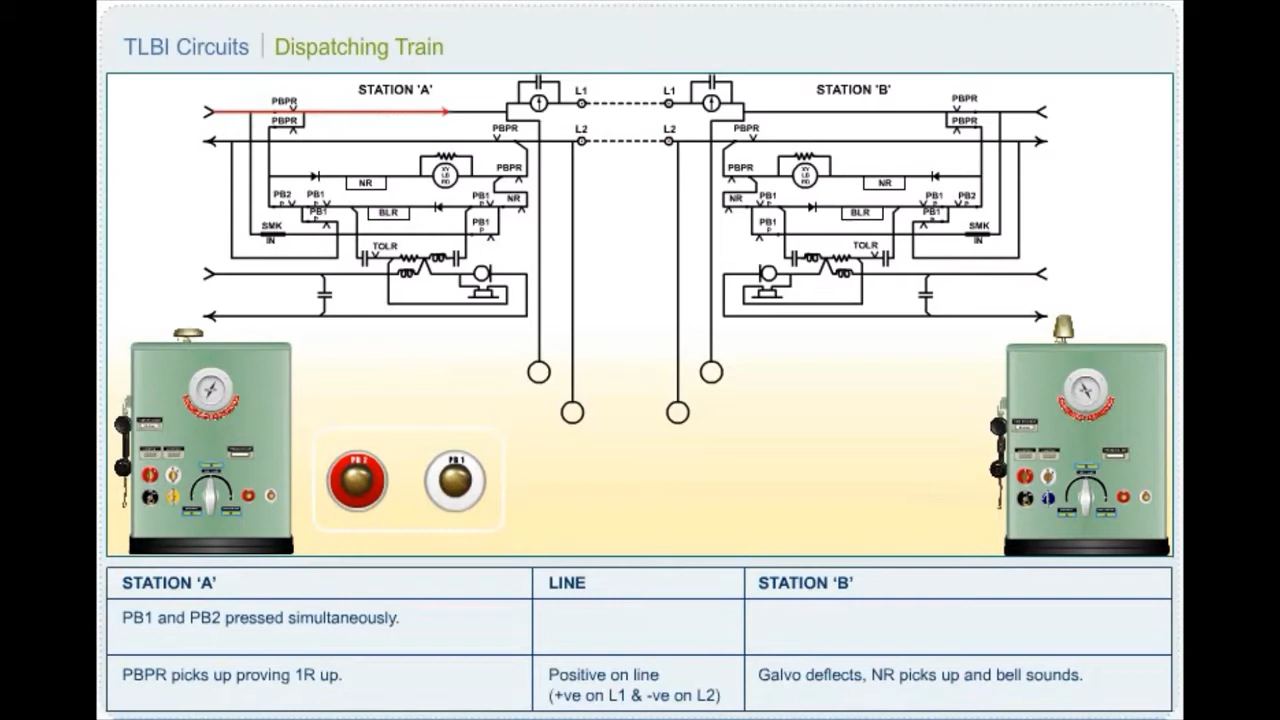 TLBI Circuits | Dispatching Train
STATION 'A'
STATION 'B'
L1
L1
PBPR
PBPR
PBPR
PBPR
PBPR
L2
L2
PBPR
PBPR
PBPR
NR
NR
PB2
PB1
PB1
NR
NR
PB1
PB1
PB2
PB1
BLR
BLR
PB1
PB1
PB1
SMK
IN
SMK
IN
TOLR
TOLR
PB 2
PB 1
STATION 'A'
LINE
STATION 'B'
PB1 and PB2 pressed simultaneously.
PBPR picks up proving 1R up.
Positive on line
(+ve on L1 & -ve on L2)
Galvo deflects, NR picks up and bell sounds.